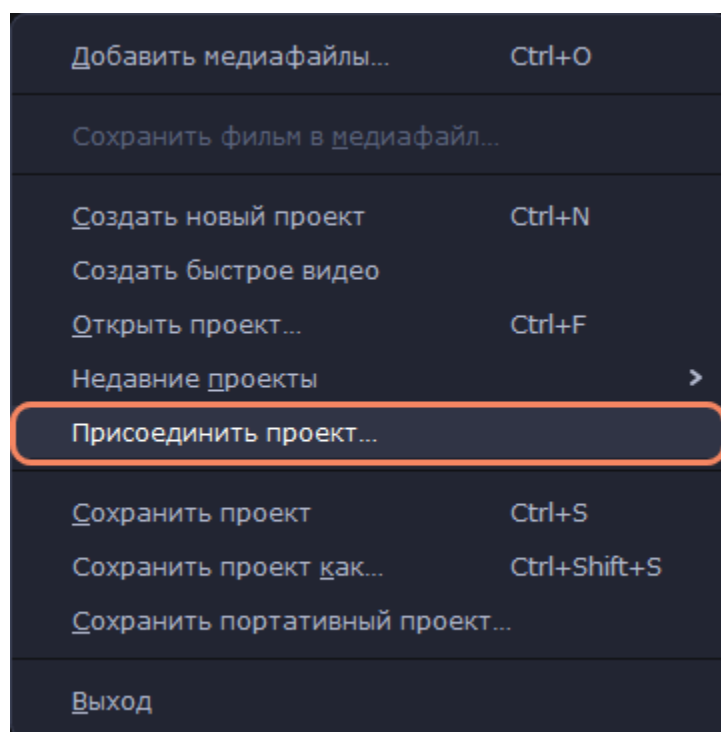 Добавить медиафайлы... Ctrl+O
Сохранить фильм в медиафайл...
Создать новый проект Ctrl+N
Создать быстрое видео
Открыть проект... Ctrl+F
Недавние проекты >
Присоединить проект...
Сохранить проект Ctrl+S
Сохранить проект как... Ctrl+Shift+S
Сохранить портативный проект...
Выход